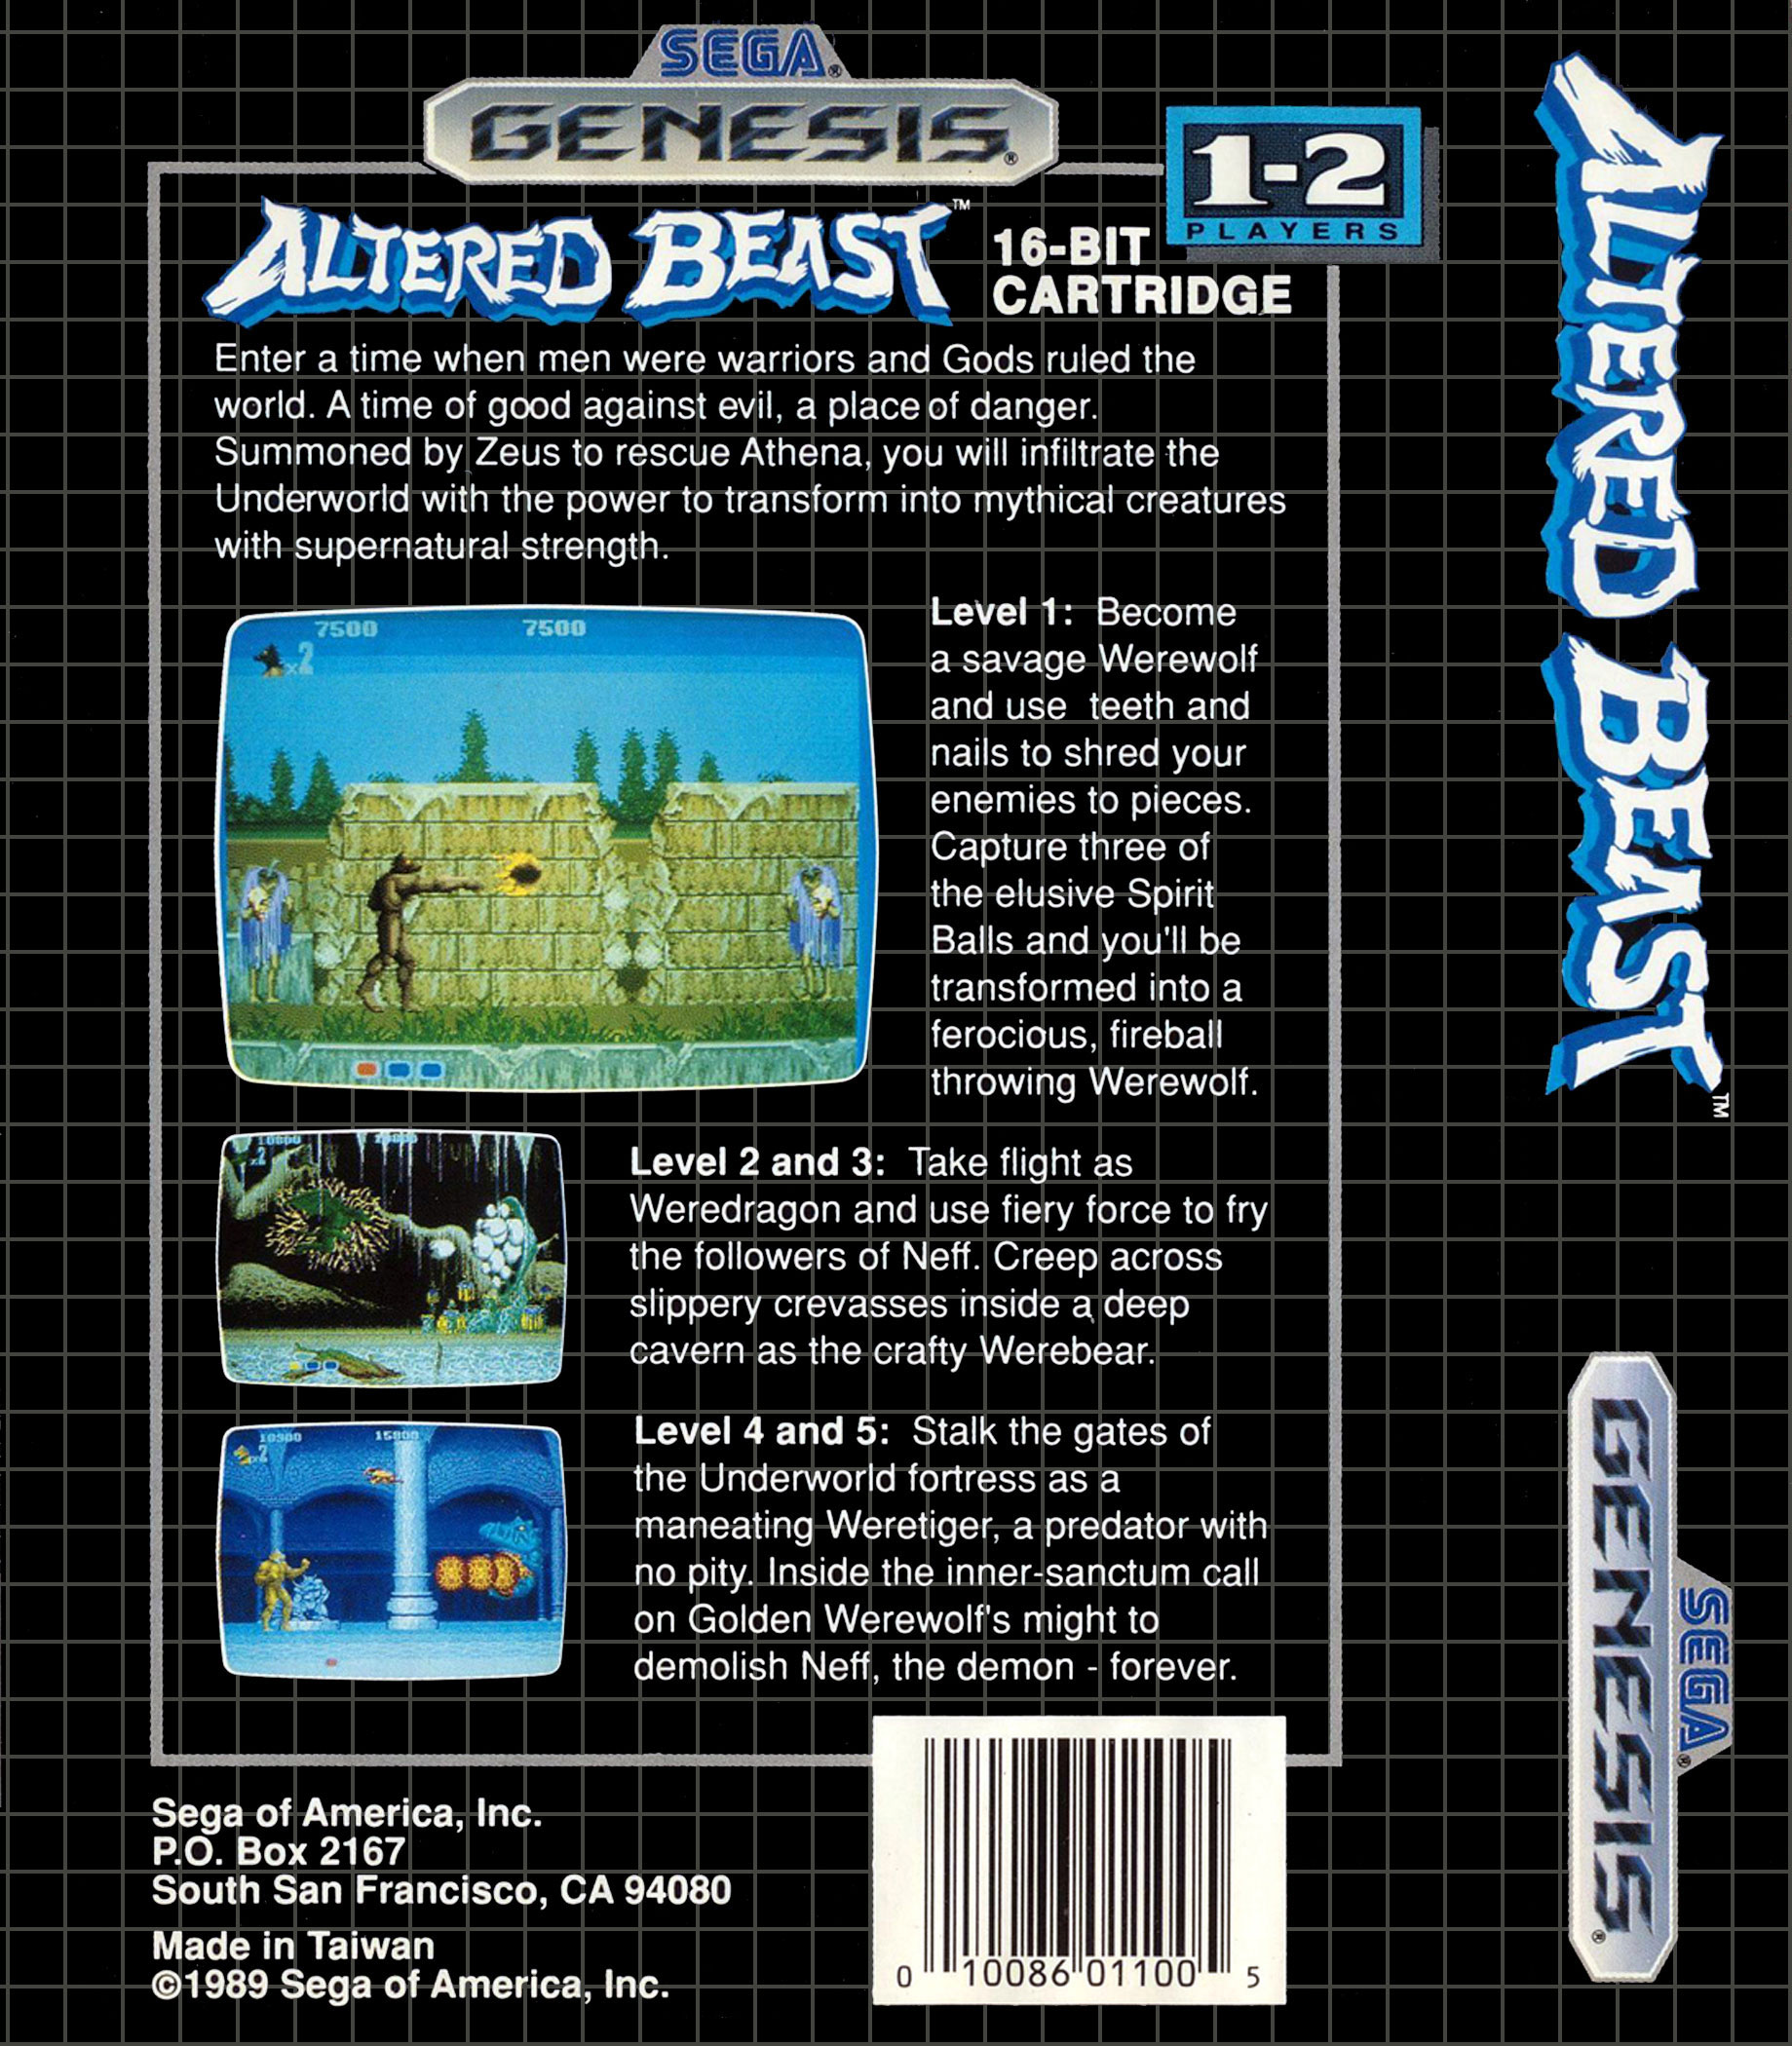 SEGA®
GENESIS®
1-2
PLAYERS
ALTERED BEAST™
16-BIT
CARTRIDGE
Enter a time when men were warriors and Gods ruled the
world. A time of good against evil, a place of danger.
Summoned by Zeus to rescue Athena, you will infiltrate the
Underworld with the power to transform into mythical creatures
with supernatural strength.
7500 7500
x2
Level 1: Become
a savage Werewolf
and use teeth and
nails to shred your
enemies to pieces.
Capture three of
the elusive Spirit
Balls and you'll be
transformed into a
ferocious, fireball
throwing Werewolf.
x2
Level 2 and 3: Take flight as
Weredragon and use fiery force to fry
the followers of Neff. Creep across
slippery crevasses inside a deep
cavern as the crafty Werebear.
15800
x2
Level 4 and 5: Stalk the gates of
the Underworld fortress as a
maneating Weretiger, a predator with
no pity. Inside the inner-sanctum call
on Golden Werewolf's might to
demolish Neff, the demon - forever.
Sega of America, Inc.
P.O. Box 2167
South San Francisco, CA 94080
Made in Taiwan
©1989 Sega of America, Inc.
0 10086 01100 5
ALTERED BEAST™
SEGA®
GENESIS®